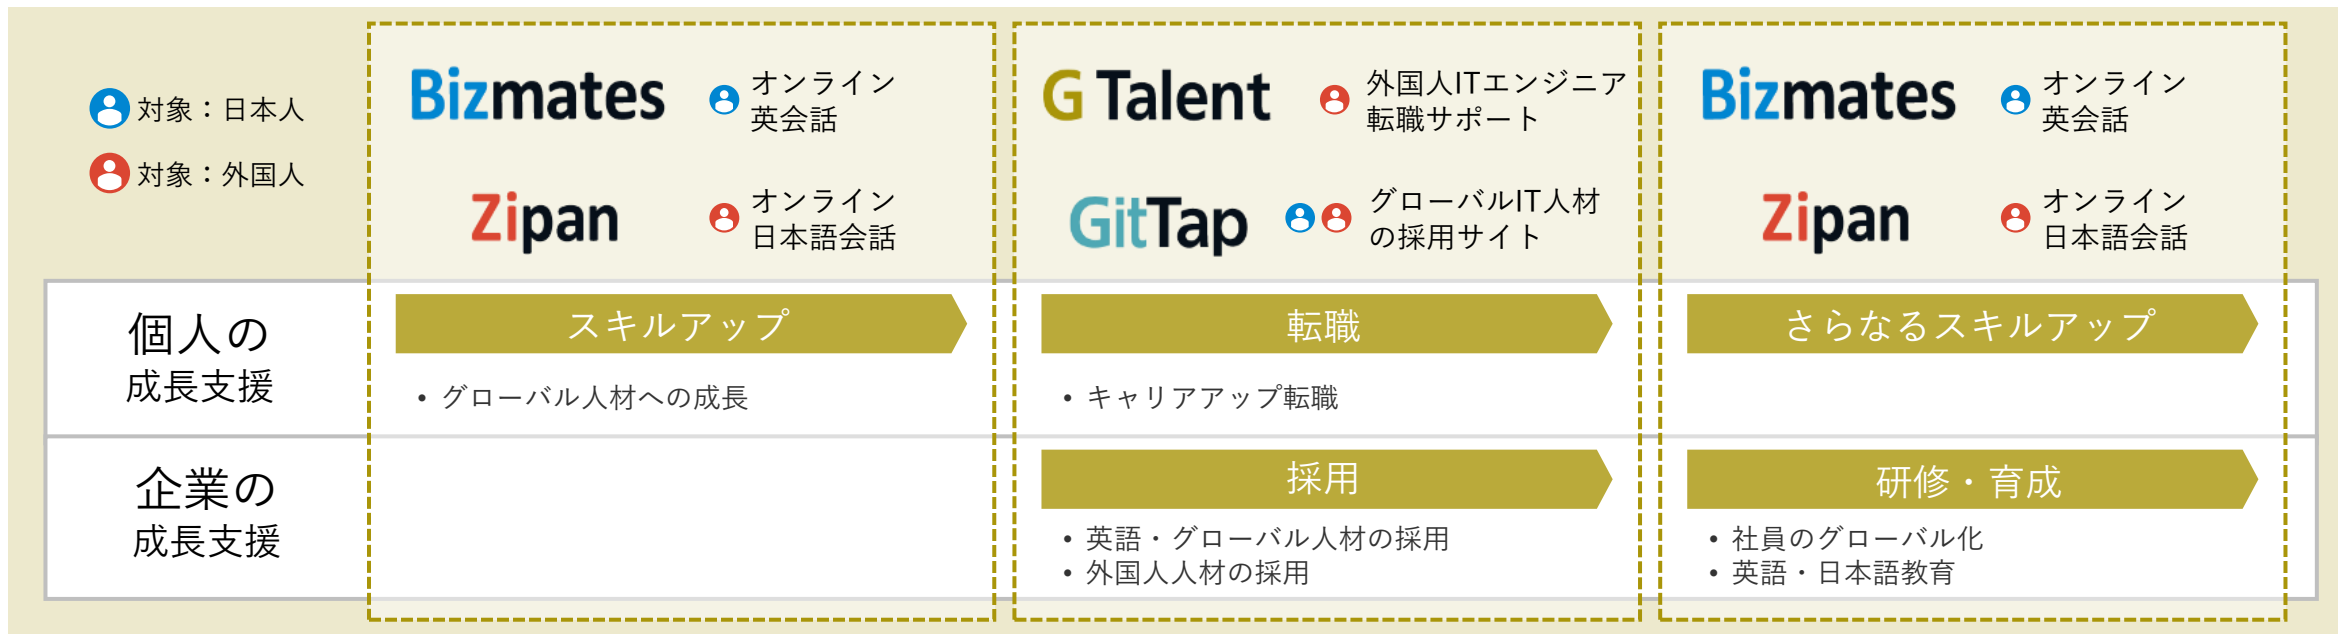 対象：日本人
対象：外国人
Bizmates
オンライン
英会話
Zipan
オンライン
日本語会話
G Talent
外国人ITエンジニア
転職サポート
GitTap
グローバルIT人材
の採用サイト
Bizmates
オンライン
英会話
Zipan
オンライン
日本語会話
個人の
成長支援
スキルアップ
• グローバル人材への成長
転職
• キャリアアップ転職
さらなるスキルアップ
企業の
成長支援
採用
• 英語・グローバル人材の採用
• 外国人人材の採用
研修・育成
• 社員のグローバル化
• 英語・日本語教育